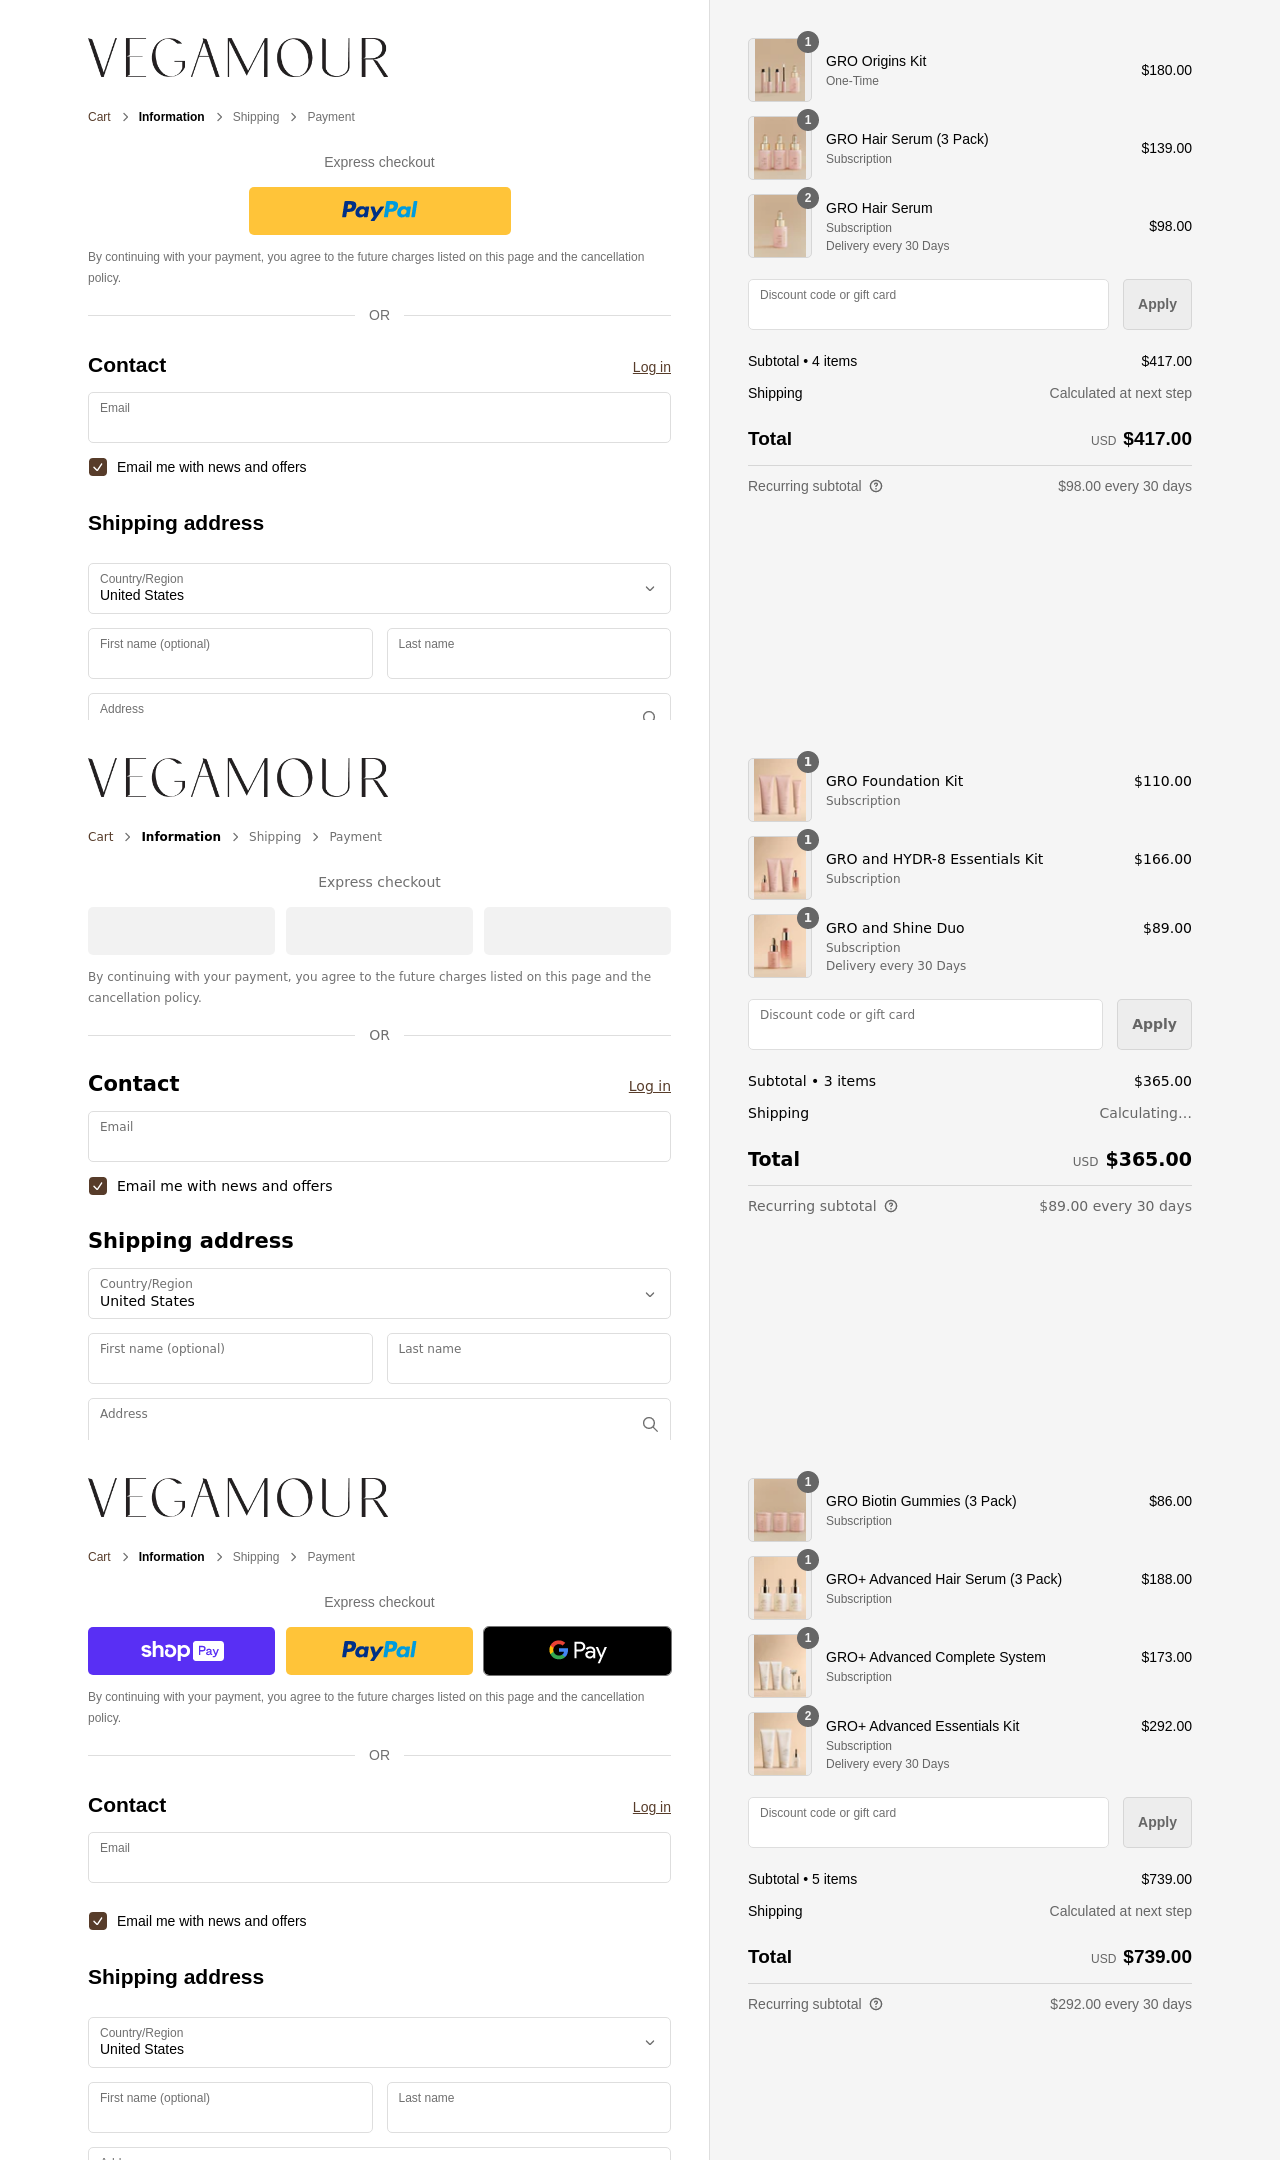 VEGAMOUR
Cart > Information > Shipping > Payment
Express checkout
PayPal
By continuing with your payment, you agree to the future charges listed on this page and the cancellation
policy.
OR
Contact Log in
Email
Email me with news and offers
Shipping address
Country/Region
United States
First name (optional) Last name
Address
1
GRO Origins Kit $180.00
One-Time
1
GRO Hair Serum (3 Pack) $139.00
Subscription
2
GRO Hair Serum $98.00
Subscription
Delivery every 30 Days
Discount code or gift card Apply
Subtotal • 4 items $417.00
Shipping Calculated at next step
Total USD $417.00
Recurring subtotal $98.00 every 30 days
VEGAMOUR
Cart > Information > Shipping > Payment
Express checkout
By continuing with your payment, you agree to the future charges listed on this page and the
cancellation policy.
OR
Contact Log in
Email
Email me with news and offers
Shipping address
Country/Region
United States
First name (optional) Last name
Address
1
GRO Foundation Kit $110.00
Subscription
1
GRO and HYDR-8 Essentials Kit $166.00
Subscription
1
GRO and Shine Duo $89.00
Subscription
Delivery every 30 Days
Discount code or gift card Apply
Subtotal • 3 items $365.00
Shipping Calculating...
Total USD $365.00
Recurring subtotal $89.00 every 30 days
VEGAMOUR
Cart > Information > Shipping > Payment
Express checkout
shop Pay PayPal G Pay
By continuing with your payment, you agree to the future charges listed on this page and the cancellation
policy.
OR
Contact Log in
Email
Email me with news and offers
Shipping address
Country/Region
United States
First name (optional) Last name
1
GRO Biotin Gummies (3 Pack) $86.00
Subscription
1
GRO+ Advanced Hair Serum (3 Pack) $188.00
Subscription
1
GRO+ Advanced Complete System $173.00
Subscription
2
GRO+ Advanced Essentials Kit $292.00
Subscription
Delivery every 30 Days
Discount code or gift card Apply
Subtotal • 5 items $739.00
Shipping Calculated at next step
Total USD $739.00
Recurring subtotal $292.00 every 30 days